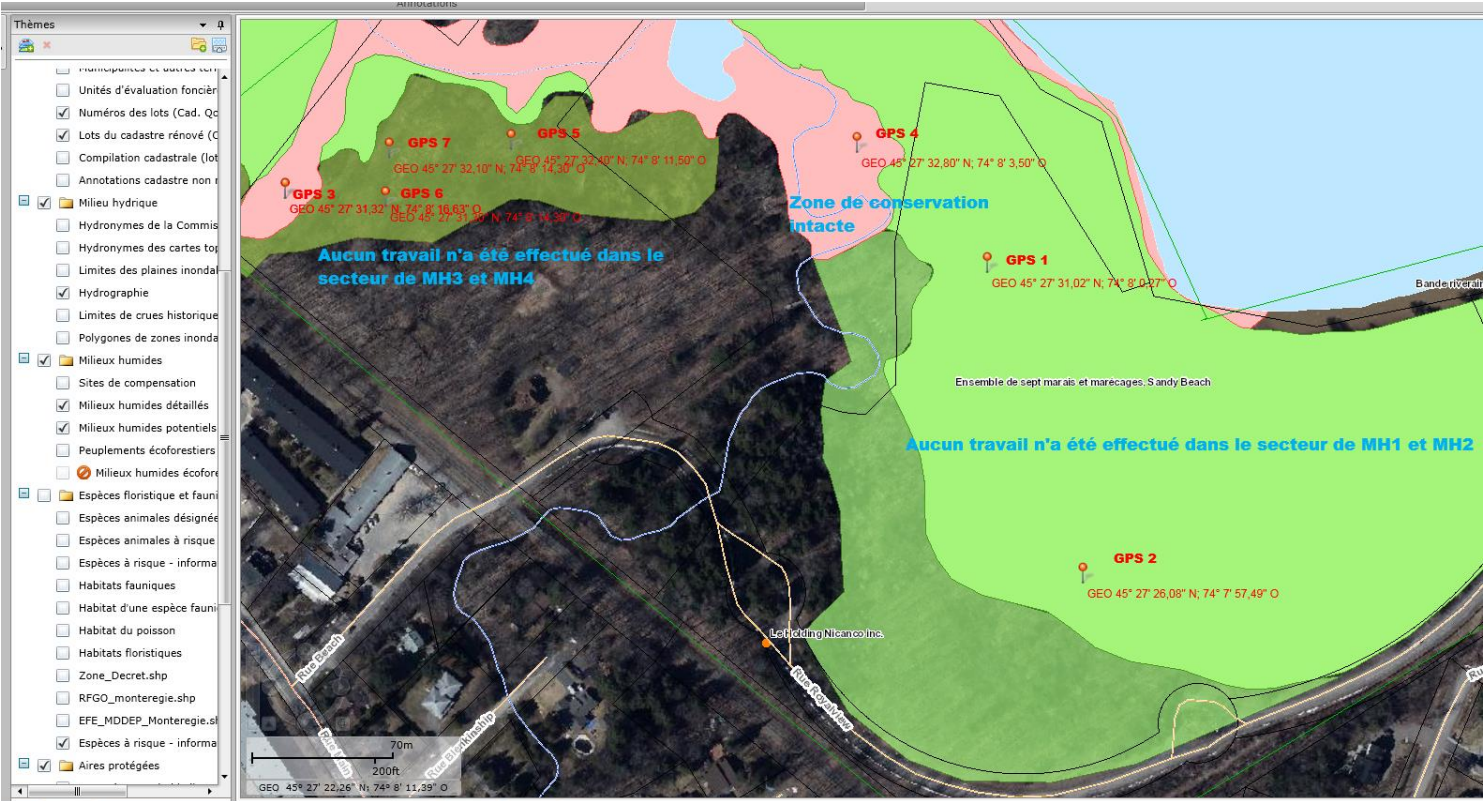 Annotations
Thèmes
Unités d'évaluation foncièr
Numéros des lots (Cad. Qc
Lots du cadastre rénové (C
Compilation cadastrale (lot
Annotations cadastre non r
Milieu hydrique
Hydronymes de la Commis
Hydronymes des cartes top
Limites des plaines inondal
Hydrographie
Limites de crues historique
Polygones de zones inonda
Milieux humides
Sites de compensation
Milieux humides détaillés
Milieux humides potentiels
Peuplements écoforestiers
Milieux humides écofore
Espèces floristique et fauni
Espèces animales désignée
Espèces animales à risque
Espèces à risque - informa
Habitats fauniques
Habitat d'une espèce fauni
Habitat du poisson
Habitats floristiques
Zone_Decret.shp
RFGO_monteregie.shp
EFE_MDDEP_Monteregie.sh
Espèces à risque - informa
Aires protégées
GPS 7
GEO 45° 27' 32,10" N; 74° 8' 14,30" O
GPS 5
GEO 45° 27' 32,40" N; 74° 8' 11,50" O
GPS 4
GEO 45° 27' 32,80" N; 74° 8' 3,50" O
GPS 3
GEO 45° 27' 31,32" N; 74° 8' 16,63" O
GPS 6
Zone de conservation
intacte
Aucun travail n'a été effectué dans le
secteur de MH3 et MH4
GPS 1
GEO 45° 27' 31,02" N; 74° 8' 0,27" O
Bande riverain
Ensemble de sept marais et marécages, Sandy Beach
Aucun travail n'a été effectué dans le secteur de MH1 et MH2
GPS 2
GEO 45° 27' 26,08" N; 74° 7' 57,49" O
Le Holding Nicanco inc.
Rue Beach
Rue Royalview
Rue Blenkinship
70m
200ft
GEO 45° 27' 22,26" N; 74° 8' 11,39" O